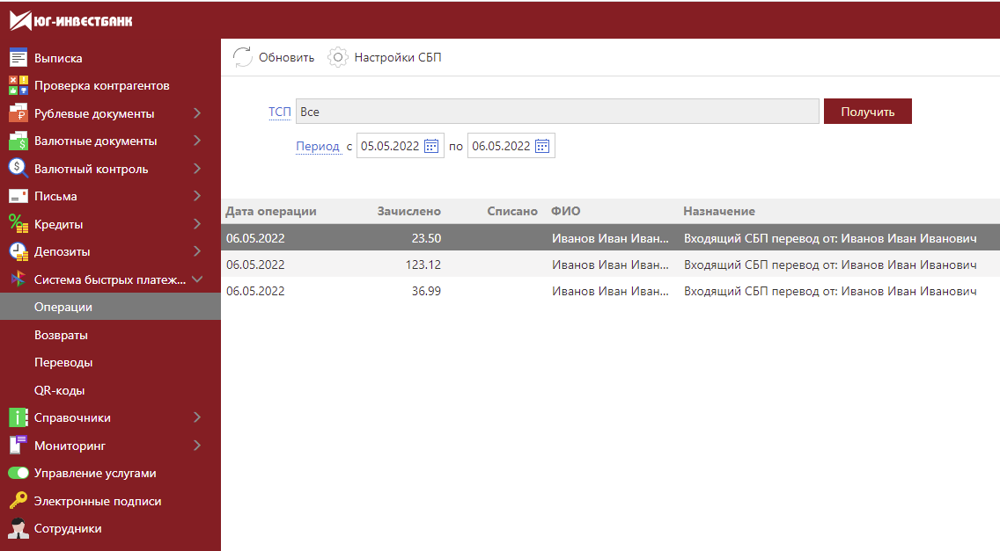 ЮГ-ИНВЕСТБАНК
Выписка
Проверка контрагентов
Рублевые документы
Валютные документы
Валютный контроль
Письма
Кредиты
Депозиты
Система быстрых платеж...
Операции
Возвраты
Переводы
QR-коды
Справочники
Мониторинг
Управление услугами
Электронные подписи
Сотрудники
Обновить Настройки СБП
ТСП Все Получить
Период с 05.05.2022 по 06.05.2022
Дата операции Зачислено Списано ФИО Назначение
06.05.2022 23.50 Иванов Иван Иван... Входящий СБП перевод от: Иванов Иван Иванович
06.05.2022 123.12 Иванов Иван Иван... Входящий СБП перевод от: Иванов Иван Иванович
06.05.2022 36.99 Иванов Иван Иван... Входящий СБП перевод от: Иванов Иван Иванович